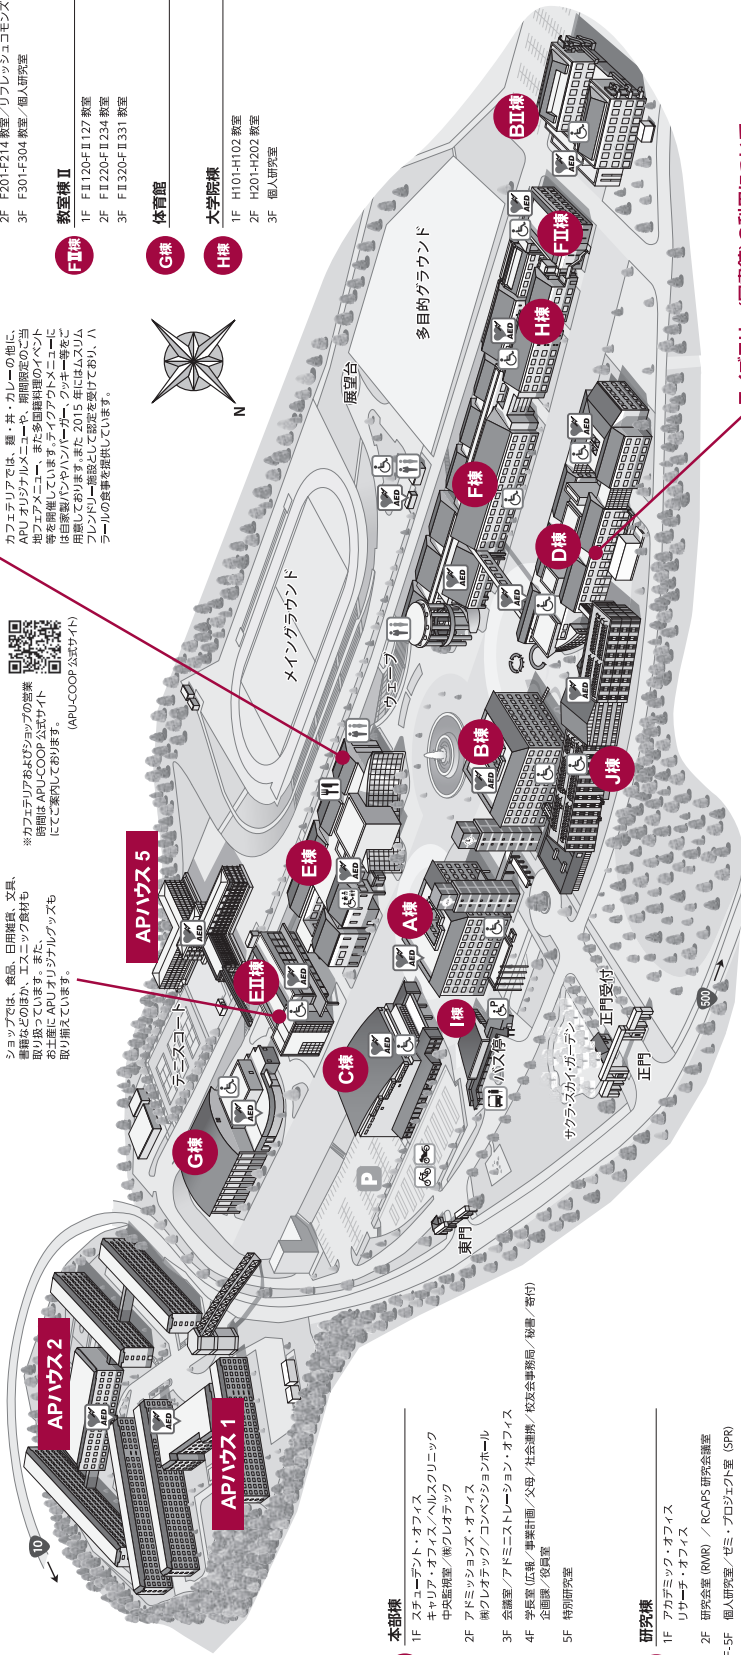 2F F201-F214 教室／リフレッシュコモンズ
3F F301-F304 教室／個人研究室
FⅡ棟
教室棟Ⅱ
1F FⅡ120-FⅡ127 教室
2F FⅡ220-FⅡ234 教室
3F FⅡ320-FⅡ331 教室
G棟
体育館
H棟
大学院棟
1F H101-H102 教室
2F H201-H202 教室
3F 個人研究室
カフェテリアでは、麺・丼・カレーの他に、
APU オリジナルメニューや、期間限定のご当
地フェアメニュー、また多国籍料理のイベント
等を開催しています。テイクアウトメニューに
は自家製パンやハンバーガー、クッキー等をご
用意しております。また 2015 年にはムスリム
フレンドリー施設として認定を受けており、ハ
ラールの食事を提供しています。
※カフェテリアおよびショップの営業
時間は APU-COOP 公式サイト
にてご案内しております。
(APU-COOP 公式サイト)
ショップでは、食品、日用雑貨、文具、
書籍などのほか、エスニック食材も
取り扱っています。また、
お土産に APU オリジナルグッズも
取り揃えています。
N
BⅡ棟
AED
AED
FⅡ棟
多目的グラウンド
H棟
AED
展望台
AED
F棟
AED
AED
D棟
AED
メイングラウンド
ウェーブ
B棟
AED
AED
J棟
APハウス 5
AED
E棟
AED
A棟
AED
EⅡ棟
AED
テニスコート
C棟
AED
I棟
P
バス停
サクラ・スカイ・ガーデン
正門受付
正門
500
G棟
AED
P
東門
APハウス 2
AED
AED
APハウス 1
10
本部棟
1F スチューデント・オフィス
キャリア・オフィス／ヘルスクリニック
中央監視室／㈱クレオテック
2F アドミッションズ・オフィス
㈱クレオテック／コンベンションホール
3F 会議室／アドミニストレーション・オフィス
4F 学長室（広報／事業計画／父母／社会連携／校友会事務局／秘書／寄付）
企画課／役員室
5F 特別研究室
研究棟
1F アカデミック・オフィス
リサーチ・オフィス
2F 研究会室 (RMR) ／ RCAPS 研究会議室
F-5F 個人研究室／ゼミ・プロジェクト室 (SPR)